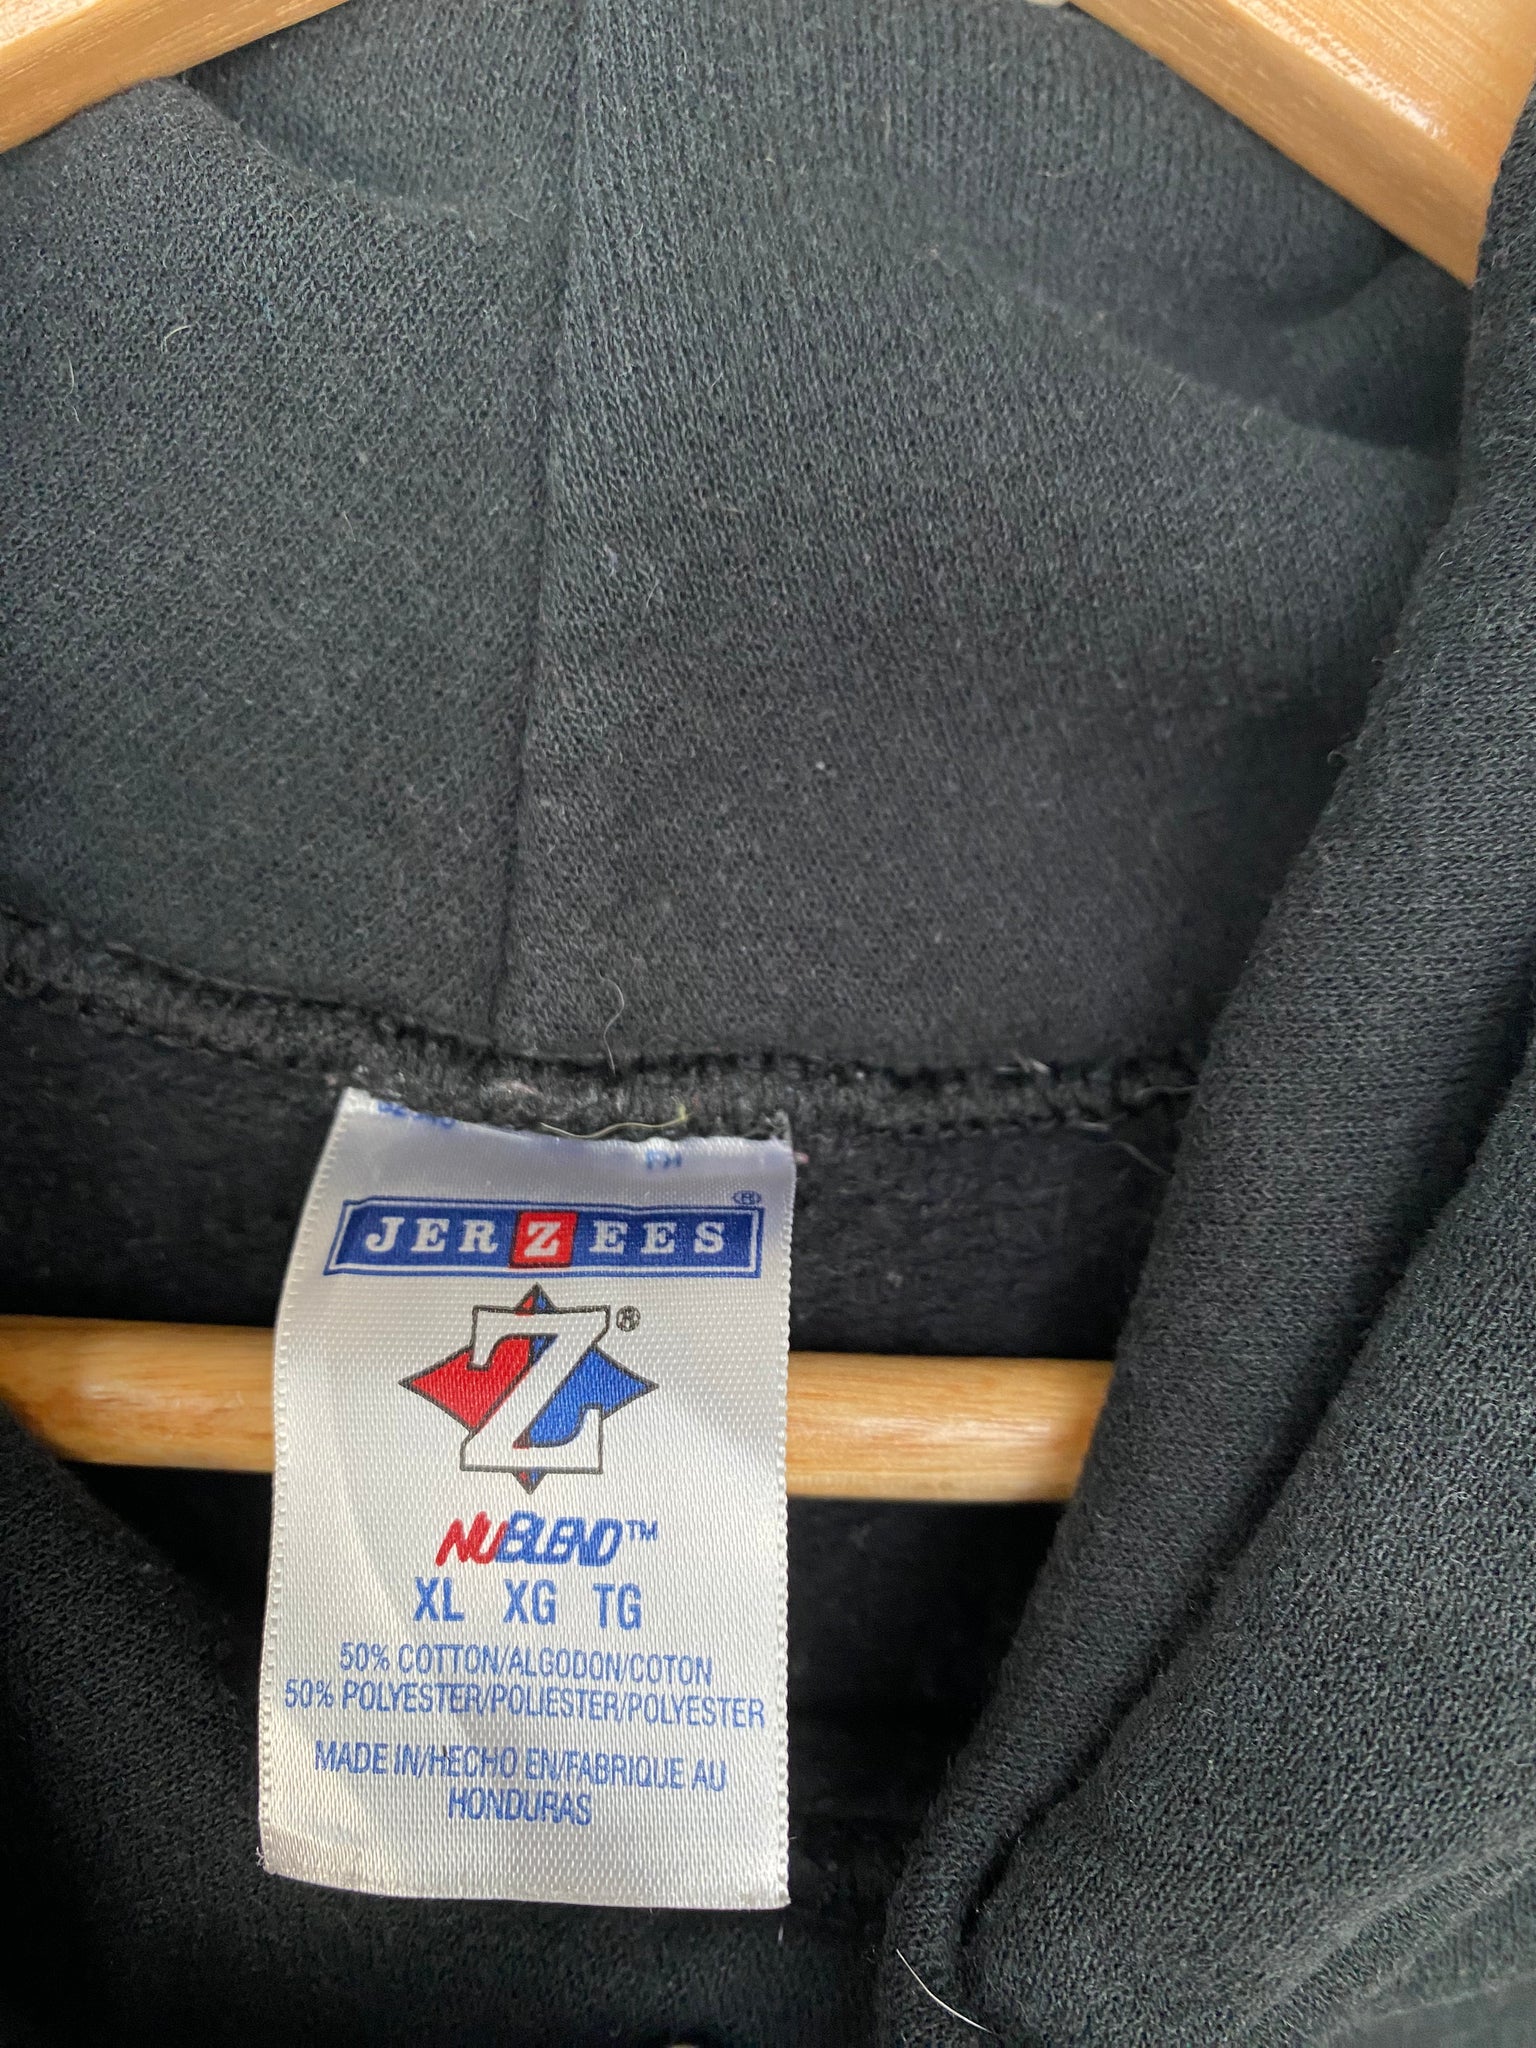 JERZEES®
Z®
NUBLEND™
XL XG TG
50% COTTON/ALGODON/COTON
50% POLYESTER/POLIESTER/POLYESTER
MADE IN/HECHO EN/FABRIQUE AU
HONDURAS